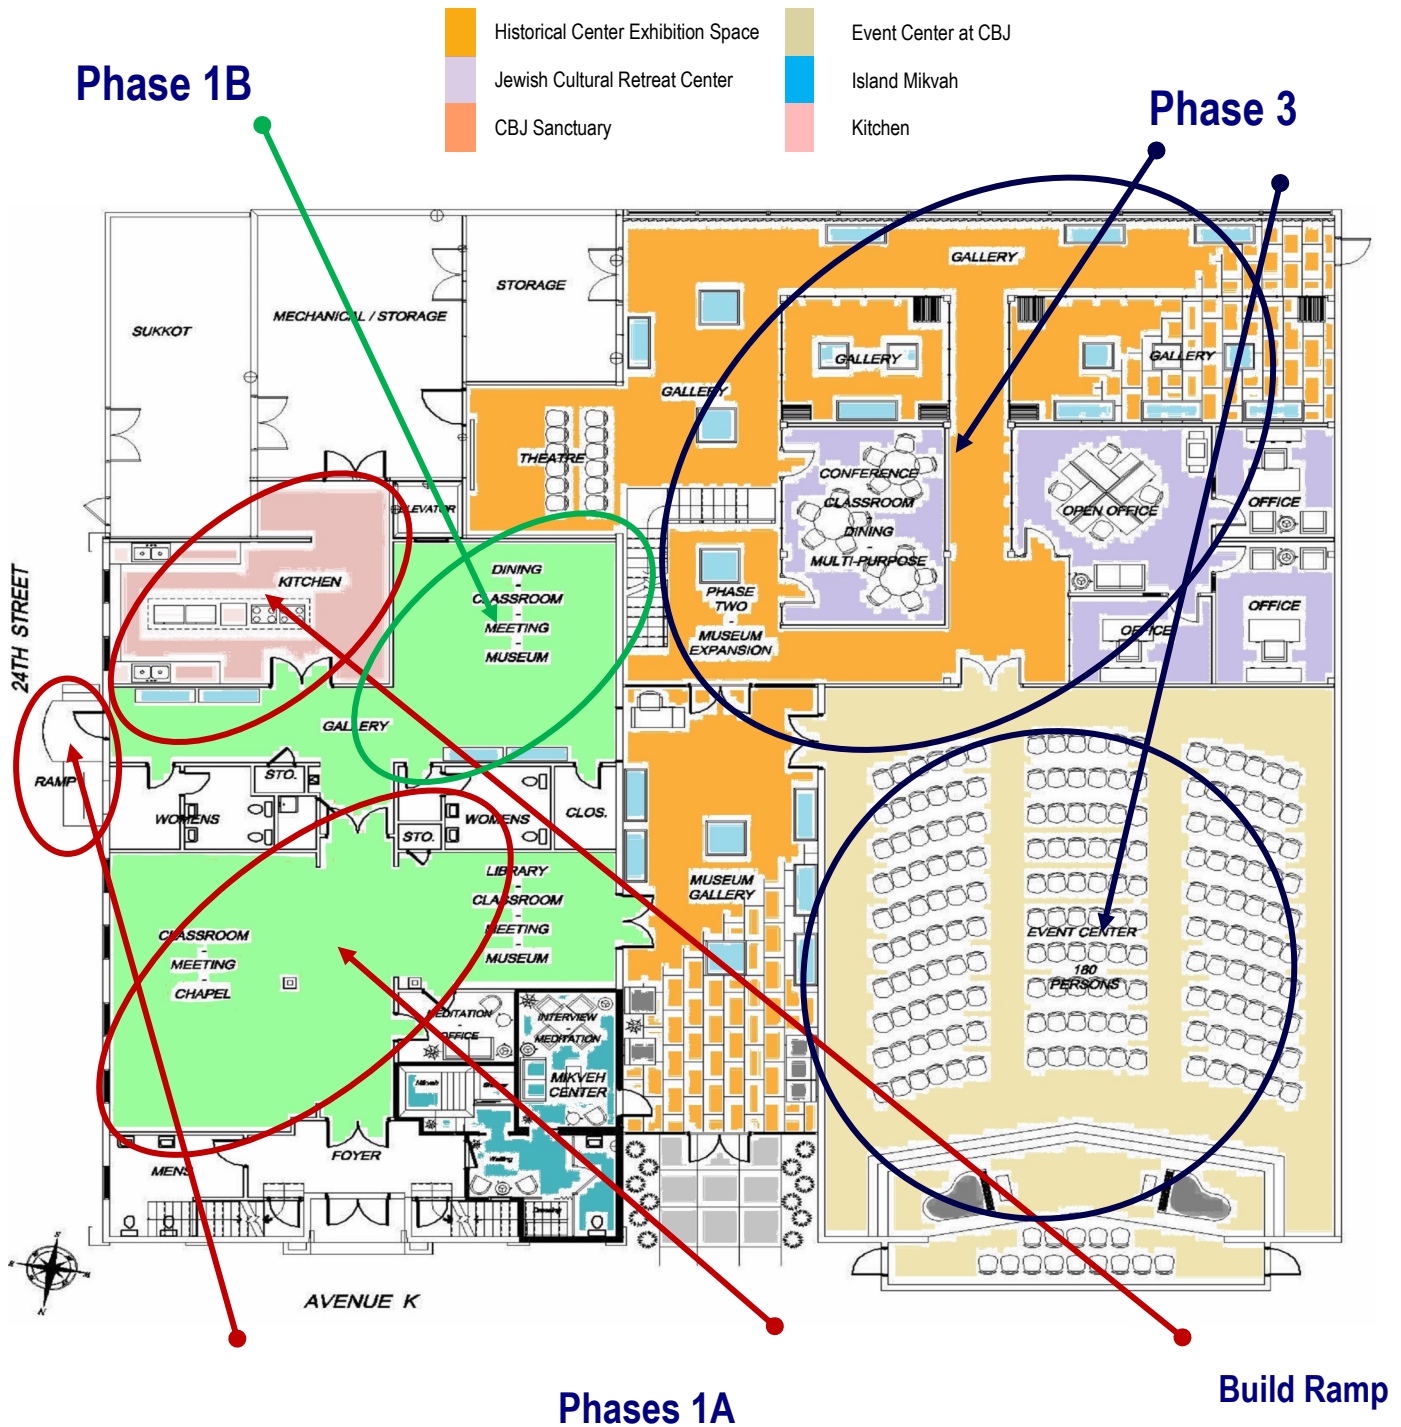 Historical Center Exhibition Space
Event Center at CBJ
Jewish Cultural Retreat Center
Island Mikvah
CBJ Sanctuary
Kitchen
Phase 1B
Phase 3
GALLERY
STORAGE
SUKKOT
MECHANICAL / STORAGE
GALLERY
GALLERY
GALLERY
THEATRE
CONFERENCE
-
CLASSROOM
-
DINING
-
MULTI-PURPOSE
OPEN OFFICE
OFFICE
ELEVATOR
KITCHEN
DINING
-
CLASSROOM
-
MEETING
-
MUSEUM
PHASE
TWO
-
MUSEUM
EXPANSION
OFFICE
OFFICE
24TH STREET
GALLERY
RAMP
STO.
WOMENS
WOMENS
CLOS.
STO.
LIBRARY
-
CLASSROOM
-
MEETING
-
MUSEUM
MUSEUM
GALLERY
CLASSROOM
-
MEETING
-
CHAPEL
EVENT CENTER
180
PERSONS
MEDITATION
-
OFFICE
INTERVIEW
-
MEDITATION
MIKVEH
CENTER
Mikveh
Waiting
Dressing
MENS
FOYER
S
N
AVENUE K
Build Ramp
Phases 1A